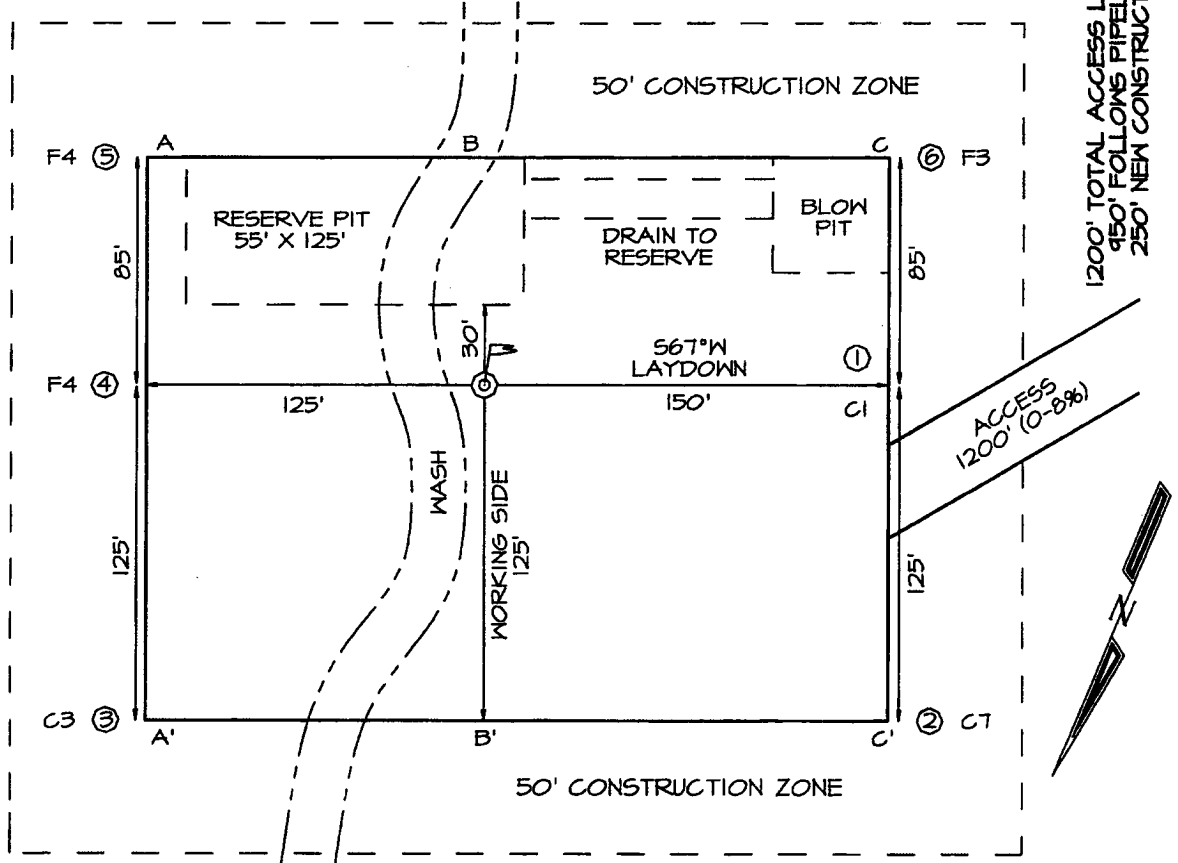 50' CONSTRUCTION ZONE
1200' TOTAL ACCESS
950' FOLLOWS
250' NEW
A
B
C
F4 5
6 F3
RESERVE PIT
55' X 125'
BLOW
PIT
DRAIN TO
RESERVE
85'
85'
30'
S67°W
LAYDOWN
F4 4
1
125'
150'
C1
ACCESS
1200' (0-8%)
WASH
WORKING SIDE
125'
125'
125'
N
C3 3
2 C7
A'
B'
C'
50' CONSTRUCTION ZONE